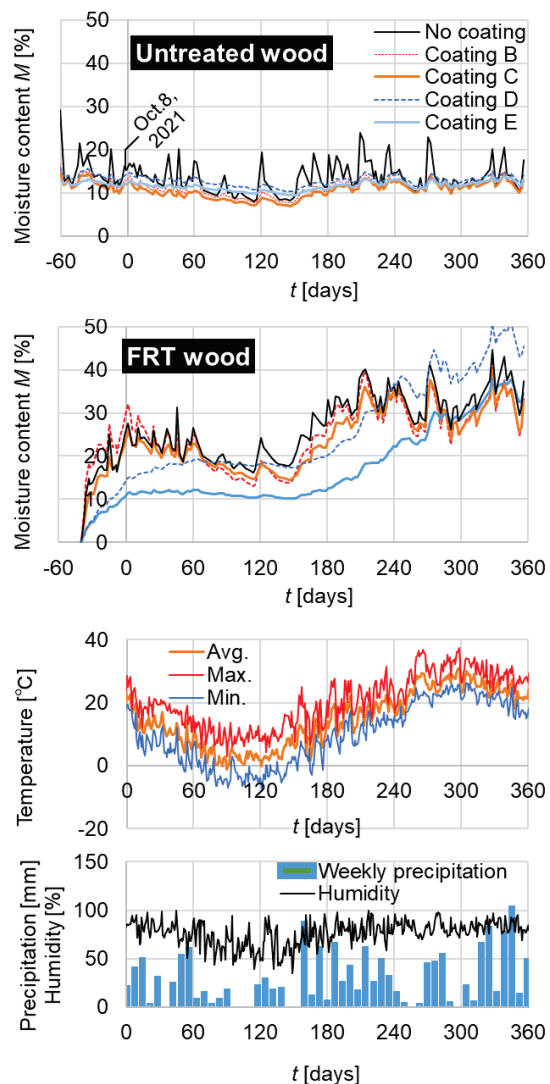 Moisture content M [%]
50
40
30
20
10
0
Untreated wood
No coating
Coating B
Coating C
Coating D
Coating E
Oct.8,
2021
-60 0 60 120 180 240 300 360
t [days]
Moisture content M [%]
50
40
30
20
10
0
FRT wood
-60 0 60 120 180 240 300 360
t [days]
Temperature [°C]
40
20
0
-20
Avg.
Max.
Min.
0 60 120 180 240 300 360
t [days]
Precipitation [mm]
Humidity [%]
150
100
50
0
Weekly precipitation
Humidity
0 60 120 180 240 300 360
t [days]